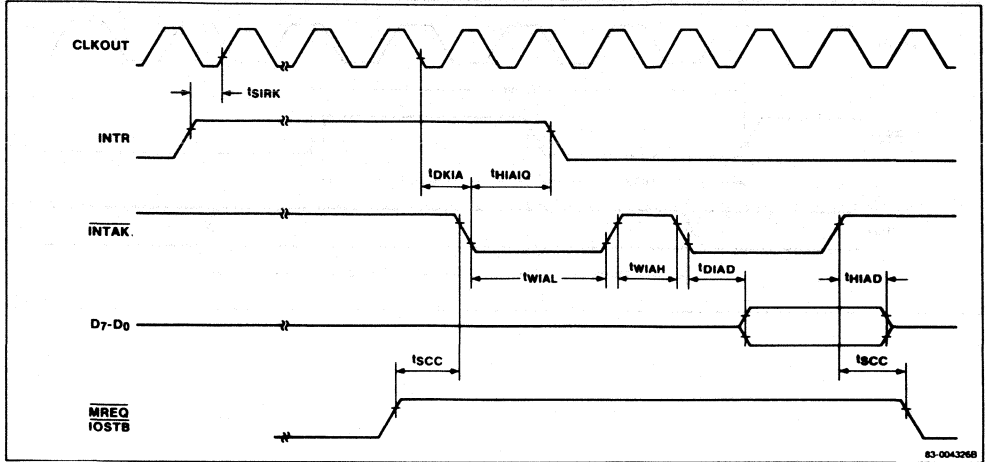 CLKOUT
tSIRK
INTR
tDKIA
tHIAIQ
INTAK
tWIAL
tWIAH
tDIAD
tHIAD
D7-D0
tSCC
tSCC
MREQ
IOSTB
83-004326B